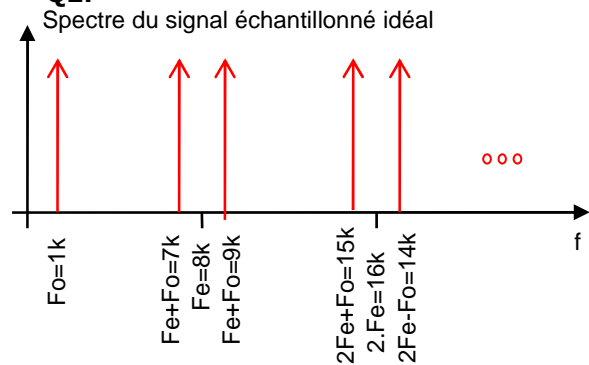 Spectre du signal échantillonné idéal
f
Fo=1k
Fe+Fo=7k
Fe=8k
Fe+Fo=9k
2Fe+Fo=15k
2.Fe=16k
2Fe-Fo=14k